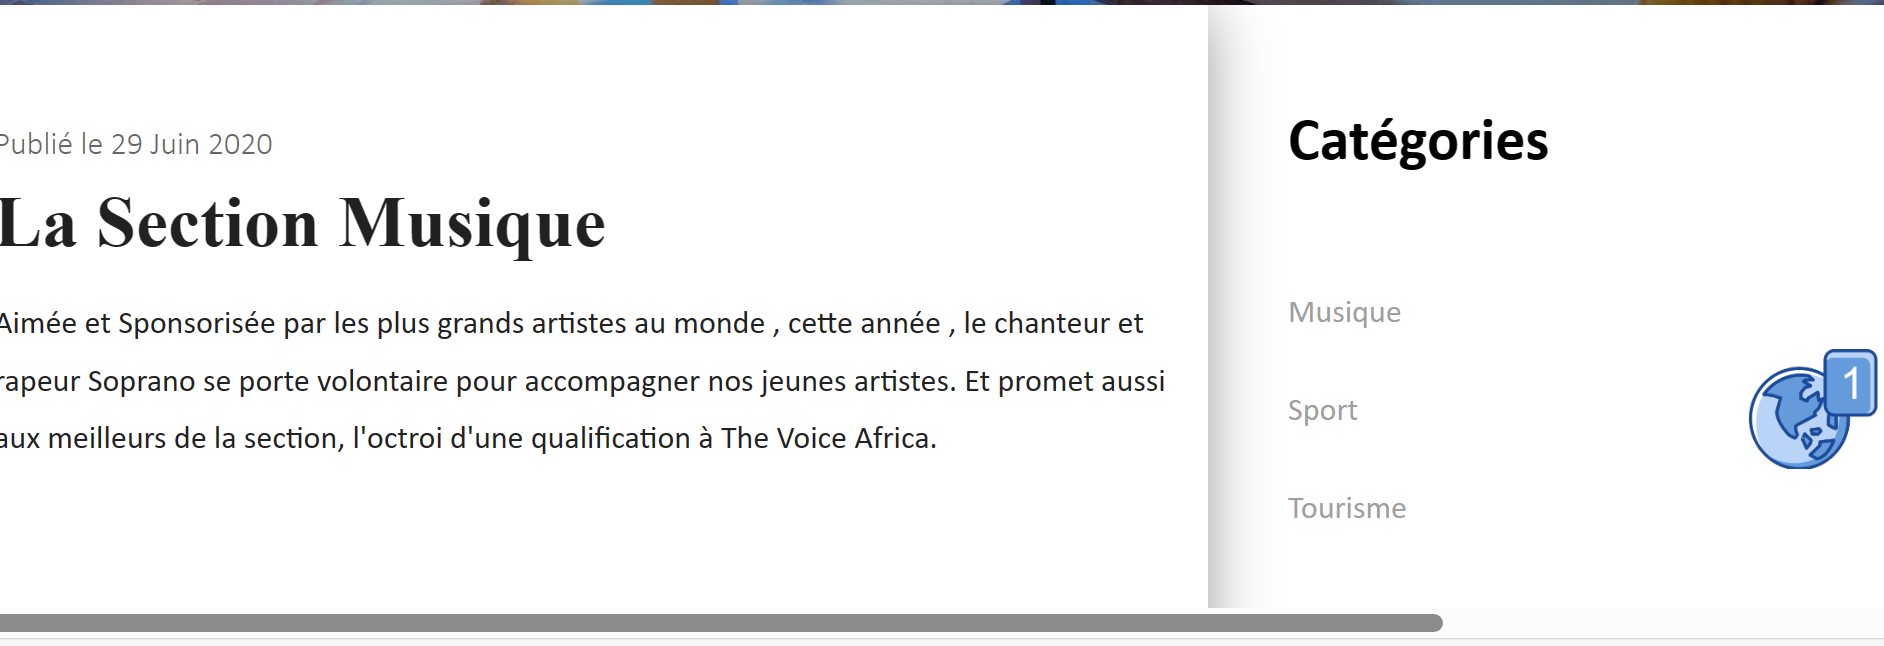 Publié le 29 Juin 2020
La Section Musique
Aimée et Sponsorisée par les plus grands artistes au monde , cette année , le chanteur et
rapeur Soprano se porte volontaire pour accompagner nos jeunes artistes. Et promet aussi
aux meilleurs de la section, l'octroi d'une qualification à The Voice Africa.
Catégories
Musique
Sport
Tourisme
1